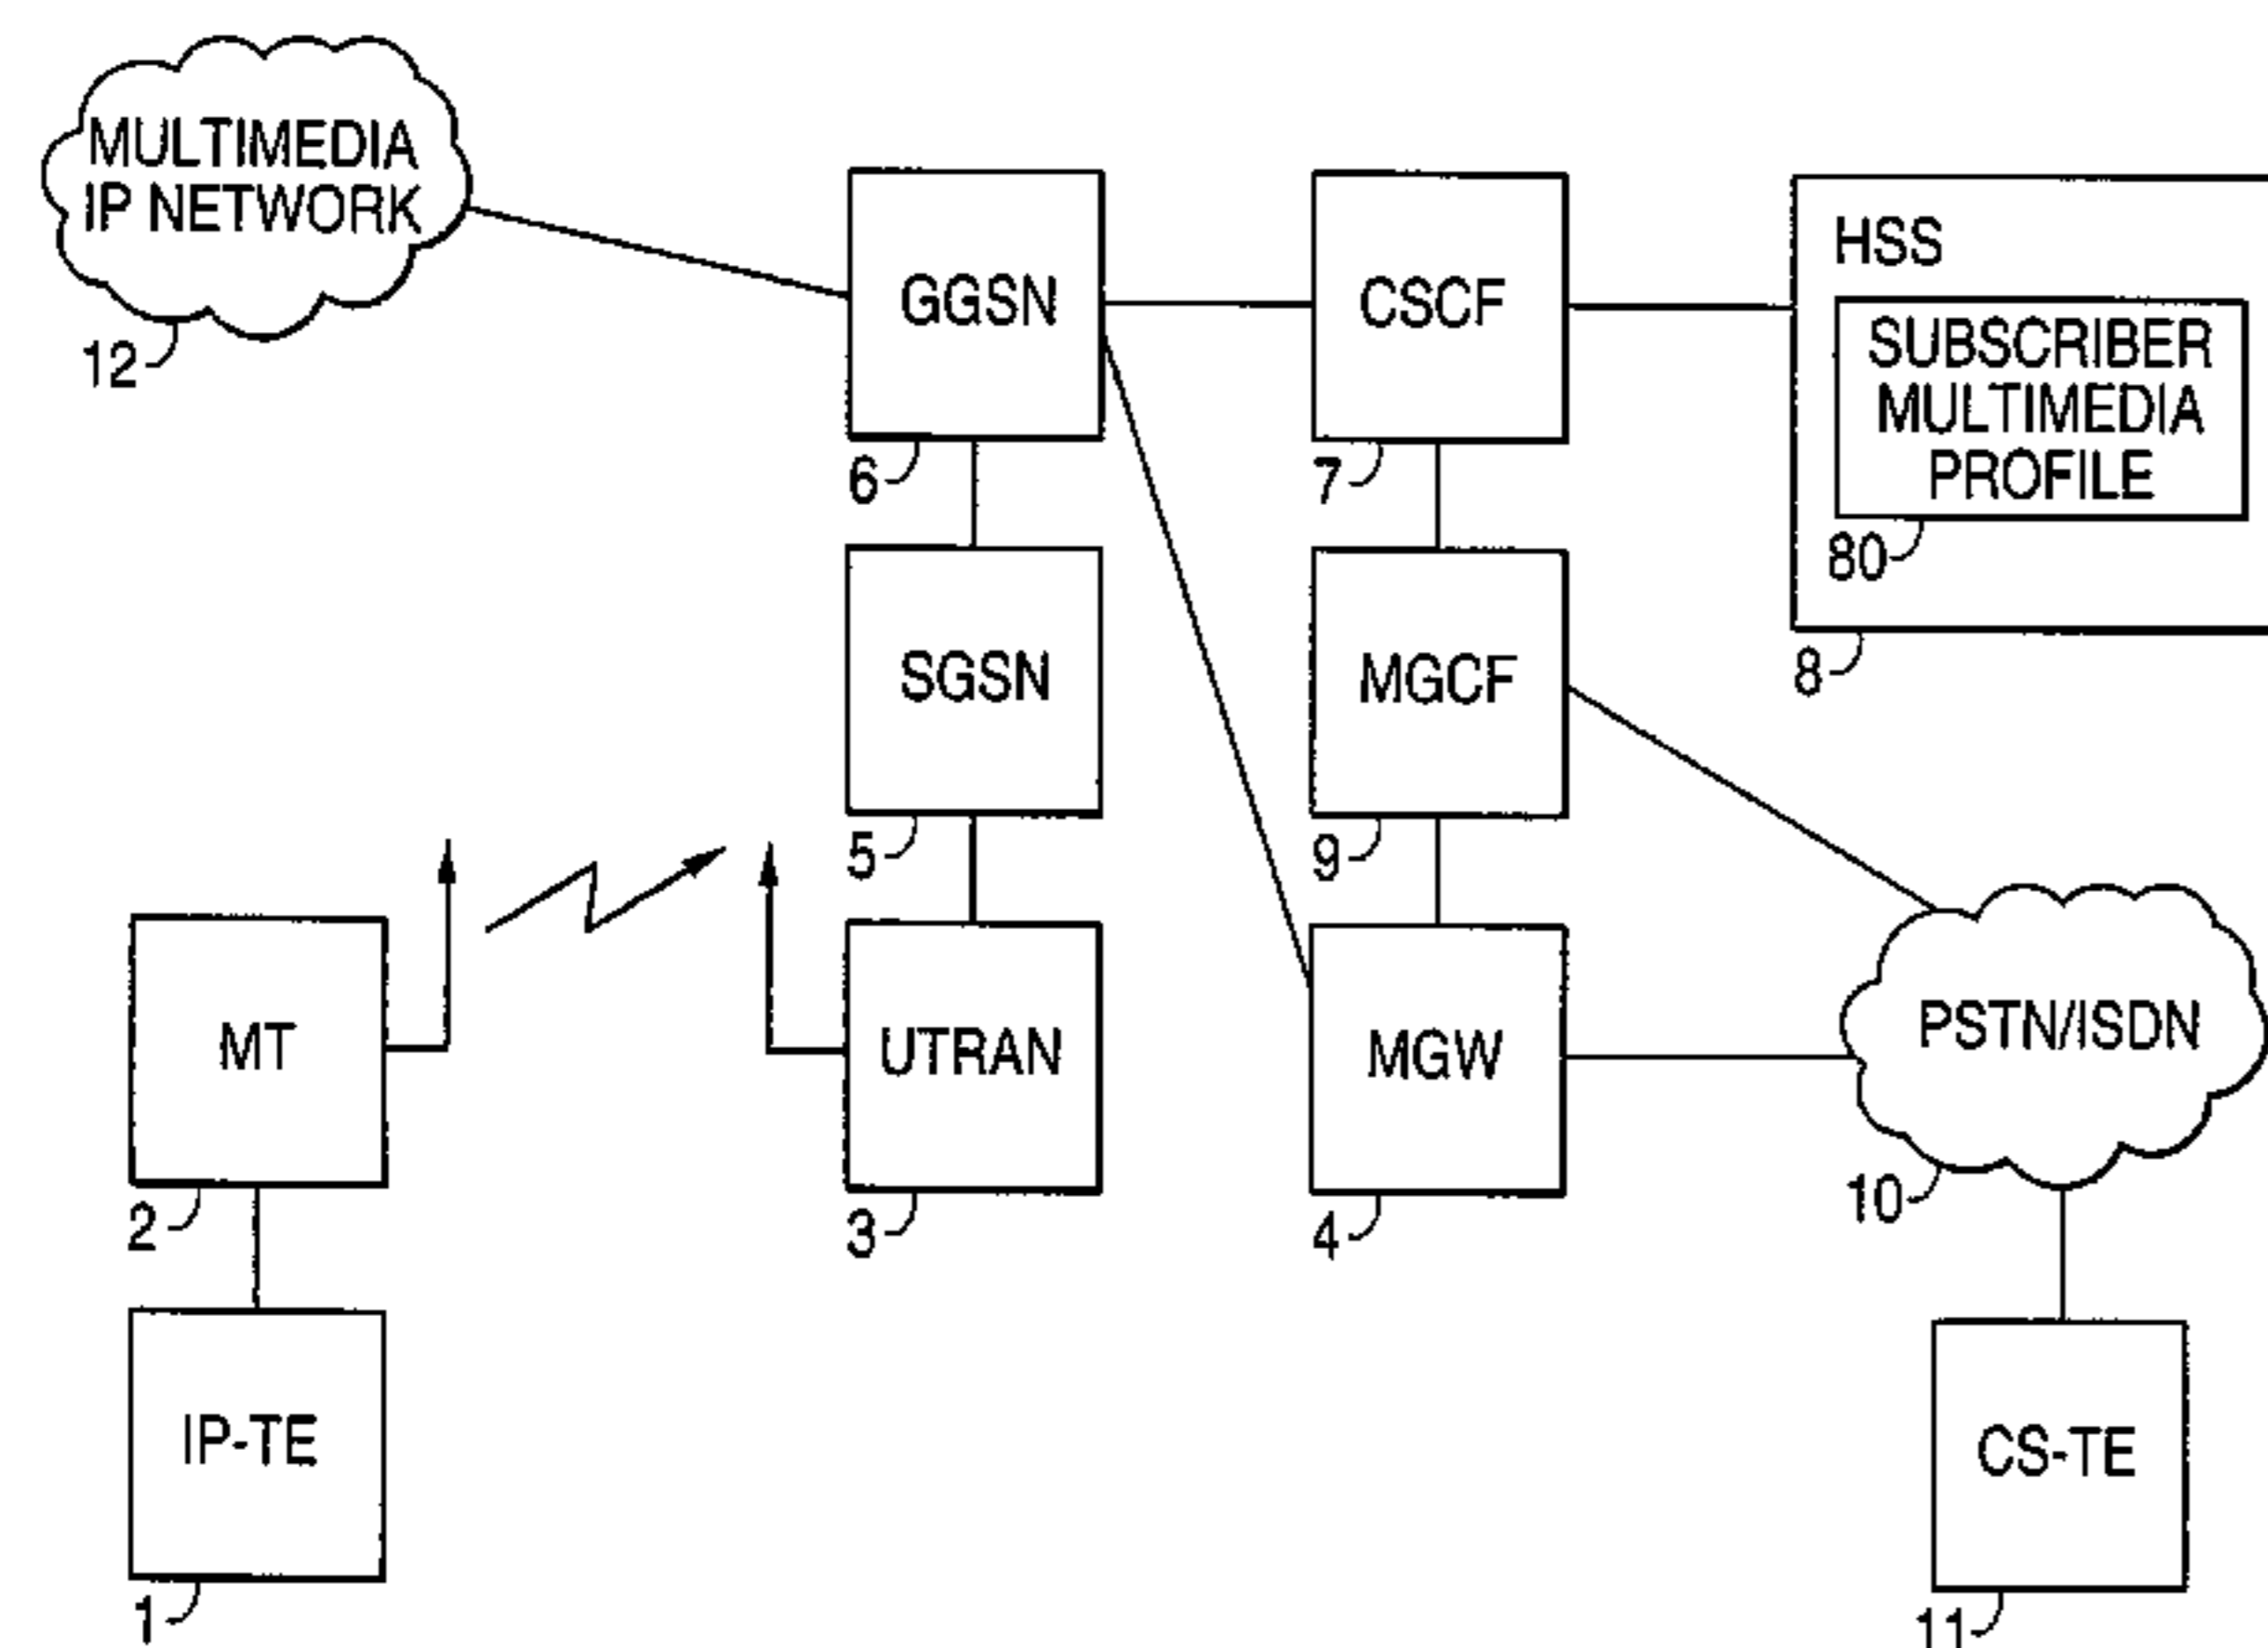 MULTIMEDIA
IP NETWORK
12
GGSN
6
CSCF
7
HSS
SUBSCRIBER
MULTIMEDIA
PROFILE
80
8
SGSN
5
MGCF
9
MT
2
UTRAN
3
MGW
4
PSTN/ISDN
10
IP-TE
1
CS-TE
11